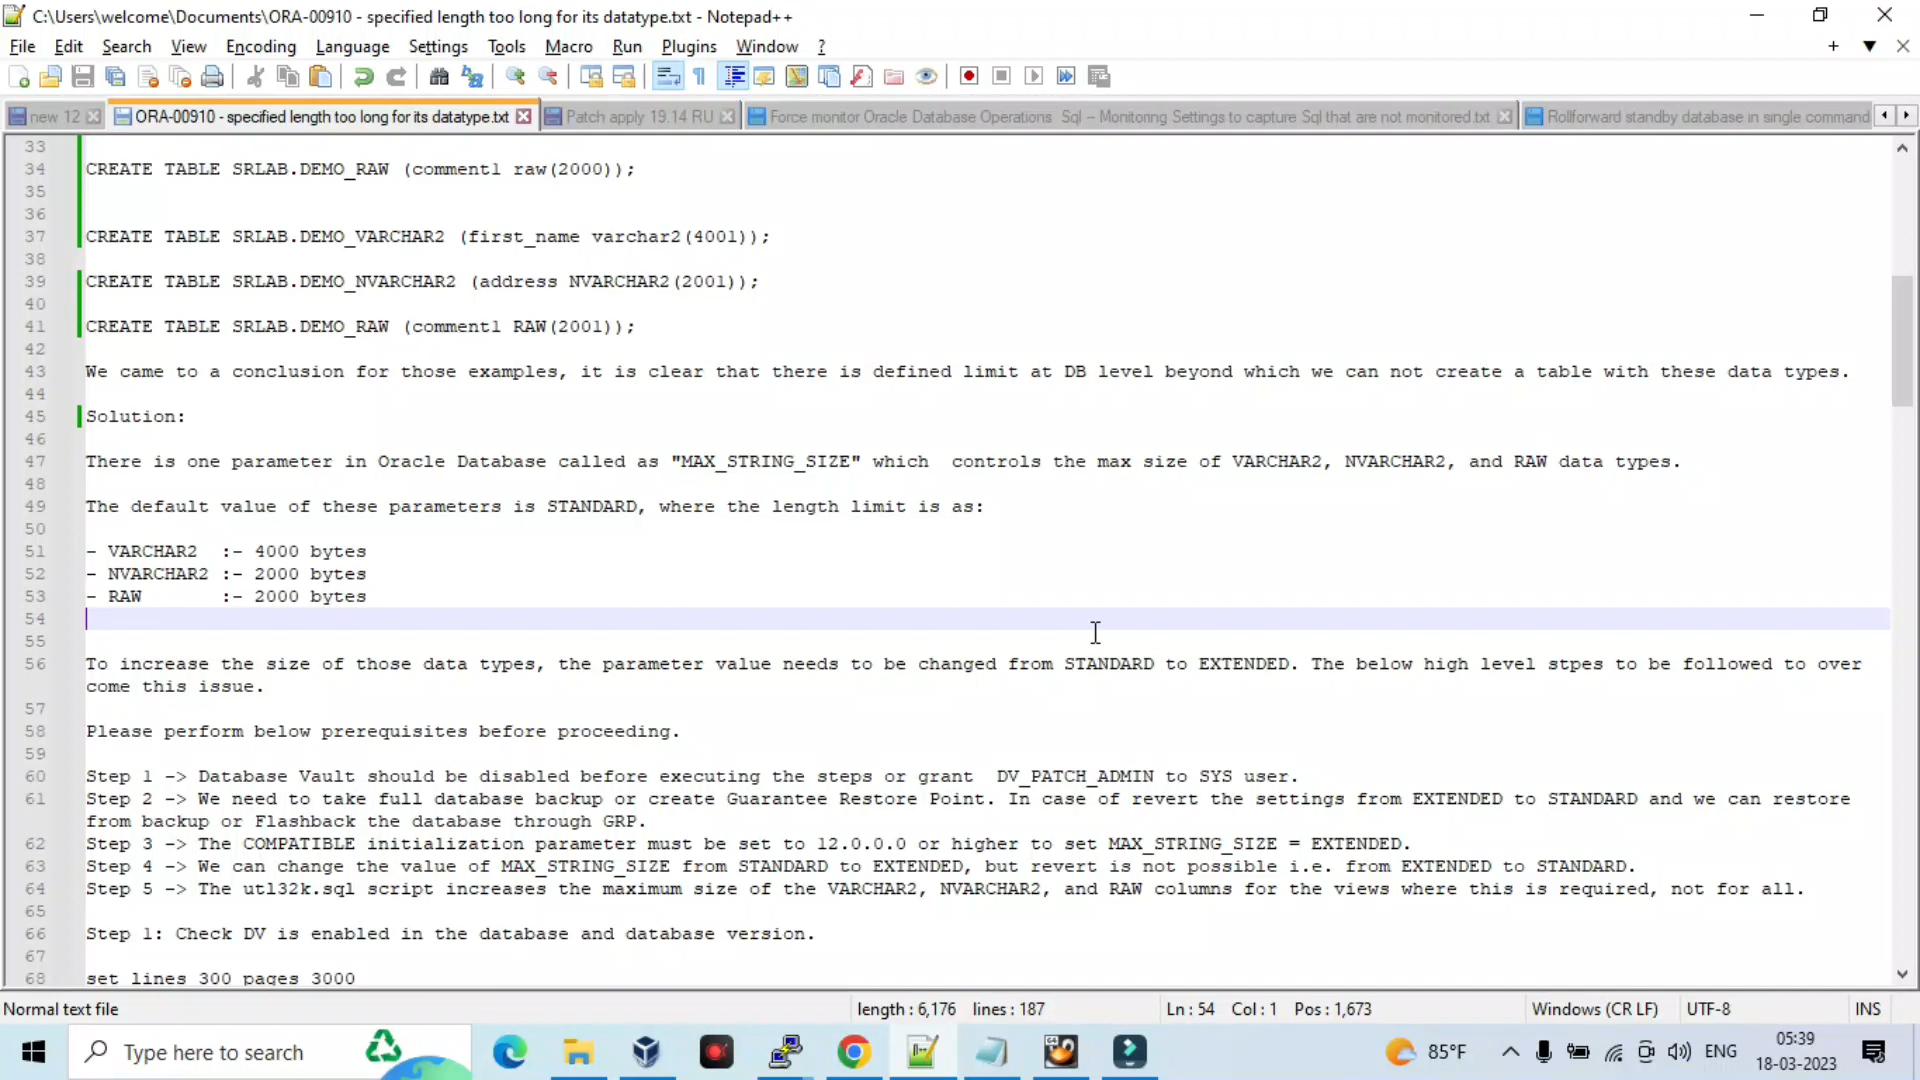 C:\Users\welcome\Documents\ORA-00910 - specified length too long for its datatype.txt - Notepad++
File Edit Search View Encoding Language Settings Tools Macro Run Plugins Window ?
new 12 ORA-00910 - specified length too long for its datatype.txt Patch apply 19.14 RU Force monitor Oracle Database Operations Sql – Monitoring Settings to capture Sql that are not monitored.txt Rollforward standby database in single command
33
34 CREATE TABLE SRLAB.DEMO_RAW (comment1 raw(2000));
35
36
37 CREATE TABLE SRLAB.DEMO_VARCHAR2 (first_name varchar2(4001));
38
39 CREATE TABLE SRLAB.DEMO_NVARCHAR2 (address NVARCHAR2(2001));
40
41 CREATE TABLE SRLAB.DEMO_RAW (comment1 RAW(2001));
42
43 We came to a conclusion for those examples, it is clear that there is defined limit at DB level beyond which we can not create a table with these data types.
44
45 Solution:
46
47 There is one parameter in Oracle Database called as "MAX_STRING_SIZE" which  controls the max size of VARCHAR2, NVARCHAR2, and RAW data types.
48
49 The default value of these parameters is STANDARD, where the length limit is as:
50
51 - VARCHAR2  :- 4000 bytes
52 - NVARCHAR2 :- 2000 bytes
53 - RAW       :- 2000 bytes
54
55
56 To increase the size of those data types, the parameter value needs to be changed from STANDARD to EXTENDED. The below high level stpes to be followed to over
come this issue.
57
58 Please perform below prerequisites before proceeding.
59
60 Step 1 -> Database Vault should be disabled before executing the steps or grant  DV_PATCH_ADMIN to SYS user.
61 Step 2 -> We need to take full database backup or create Guarantee Restore Point. In case of revert the settings from EXTENDED to STANDARD and we can restore
from backup or Flashback the database through GRP.
62 Step 3 -> The COMPATIBLE initialization parameter must be set to 12.0.0.0 or higher to set MAX_STRING_SIZE = EXTENDED.
63 Step 4 -> We can change the value of MAX_STRING_SIZE from STANDARD to EXTENDED, but revert is not possible i.e. from EXTENDED to STANDARD.
64 Step 5 -> The utl32k.sql script increases the maximum size of the VARCHAR2, NVARCHAR2, and RAW columns for the views where this is required, not for all.
65
66 Step 1: Check DV is enabled in the database and database version.
67
68 set lines 300 pages 3000
Normal text file length : 6,176 lines : 187 Ln : 54 Col : 1 Pos : 1,673 Windows (CR LF) UTF-8 INS
Type here to search 85°F ENG 05:39
18-03-2023